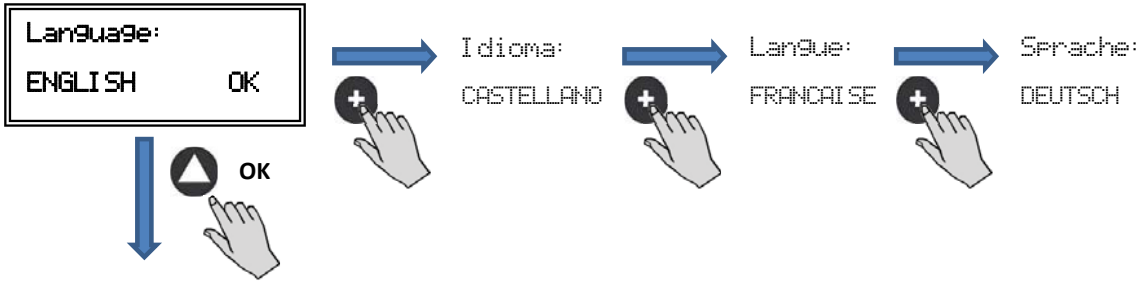 Language:
ENGLISH OK
Idioma:
CASTELLANO
Langue:
FRANCAISE
Sprache:
DEUTSCH
OK